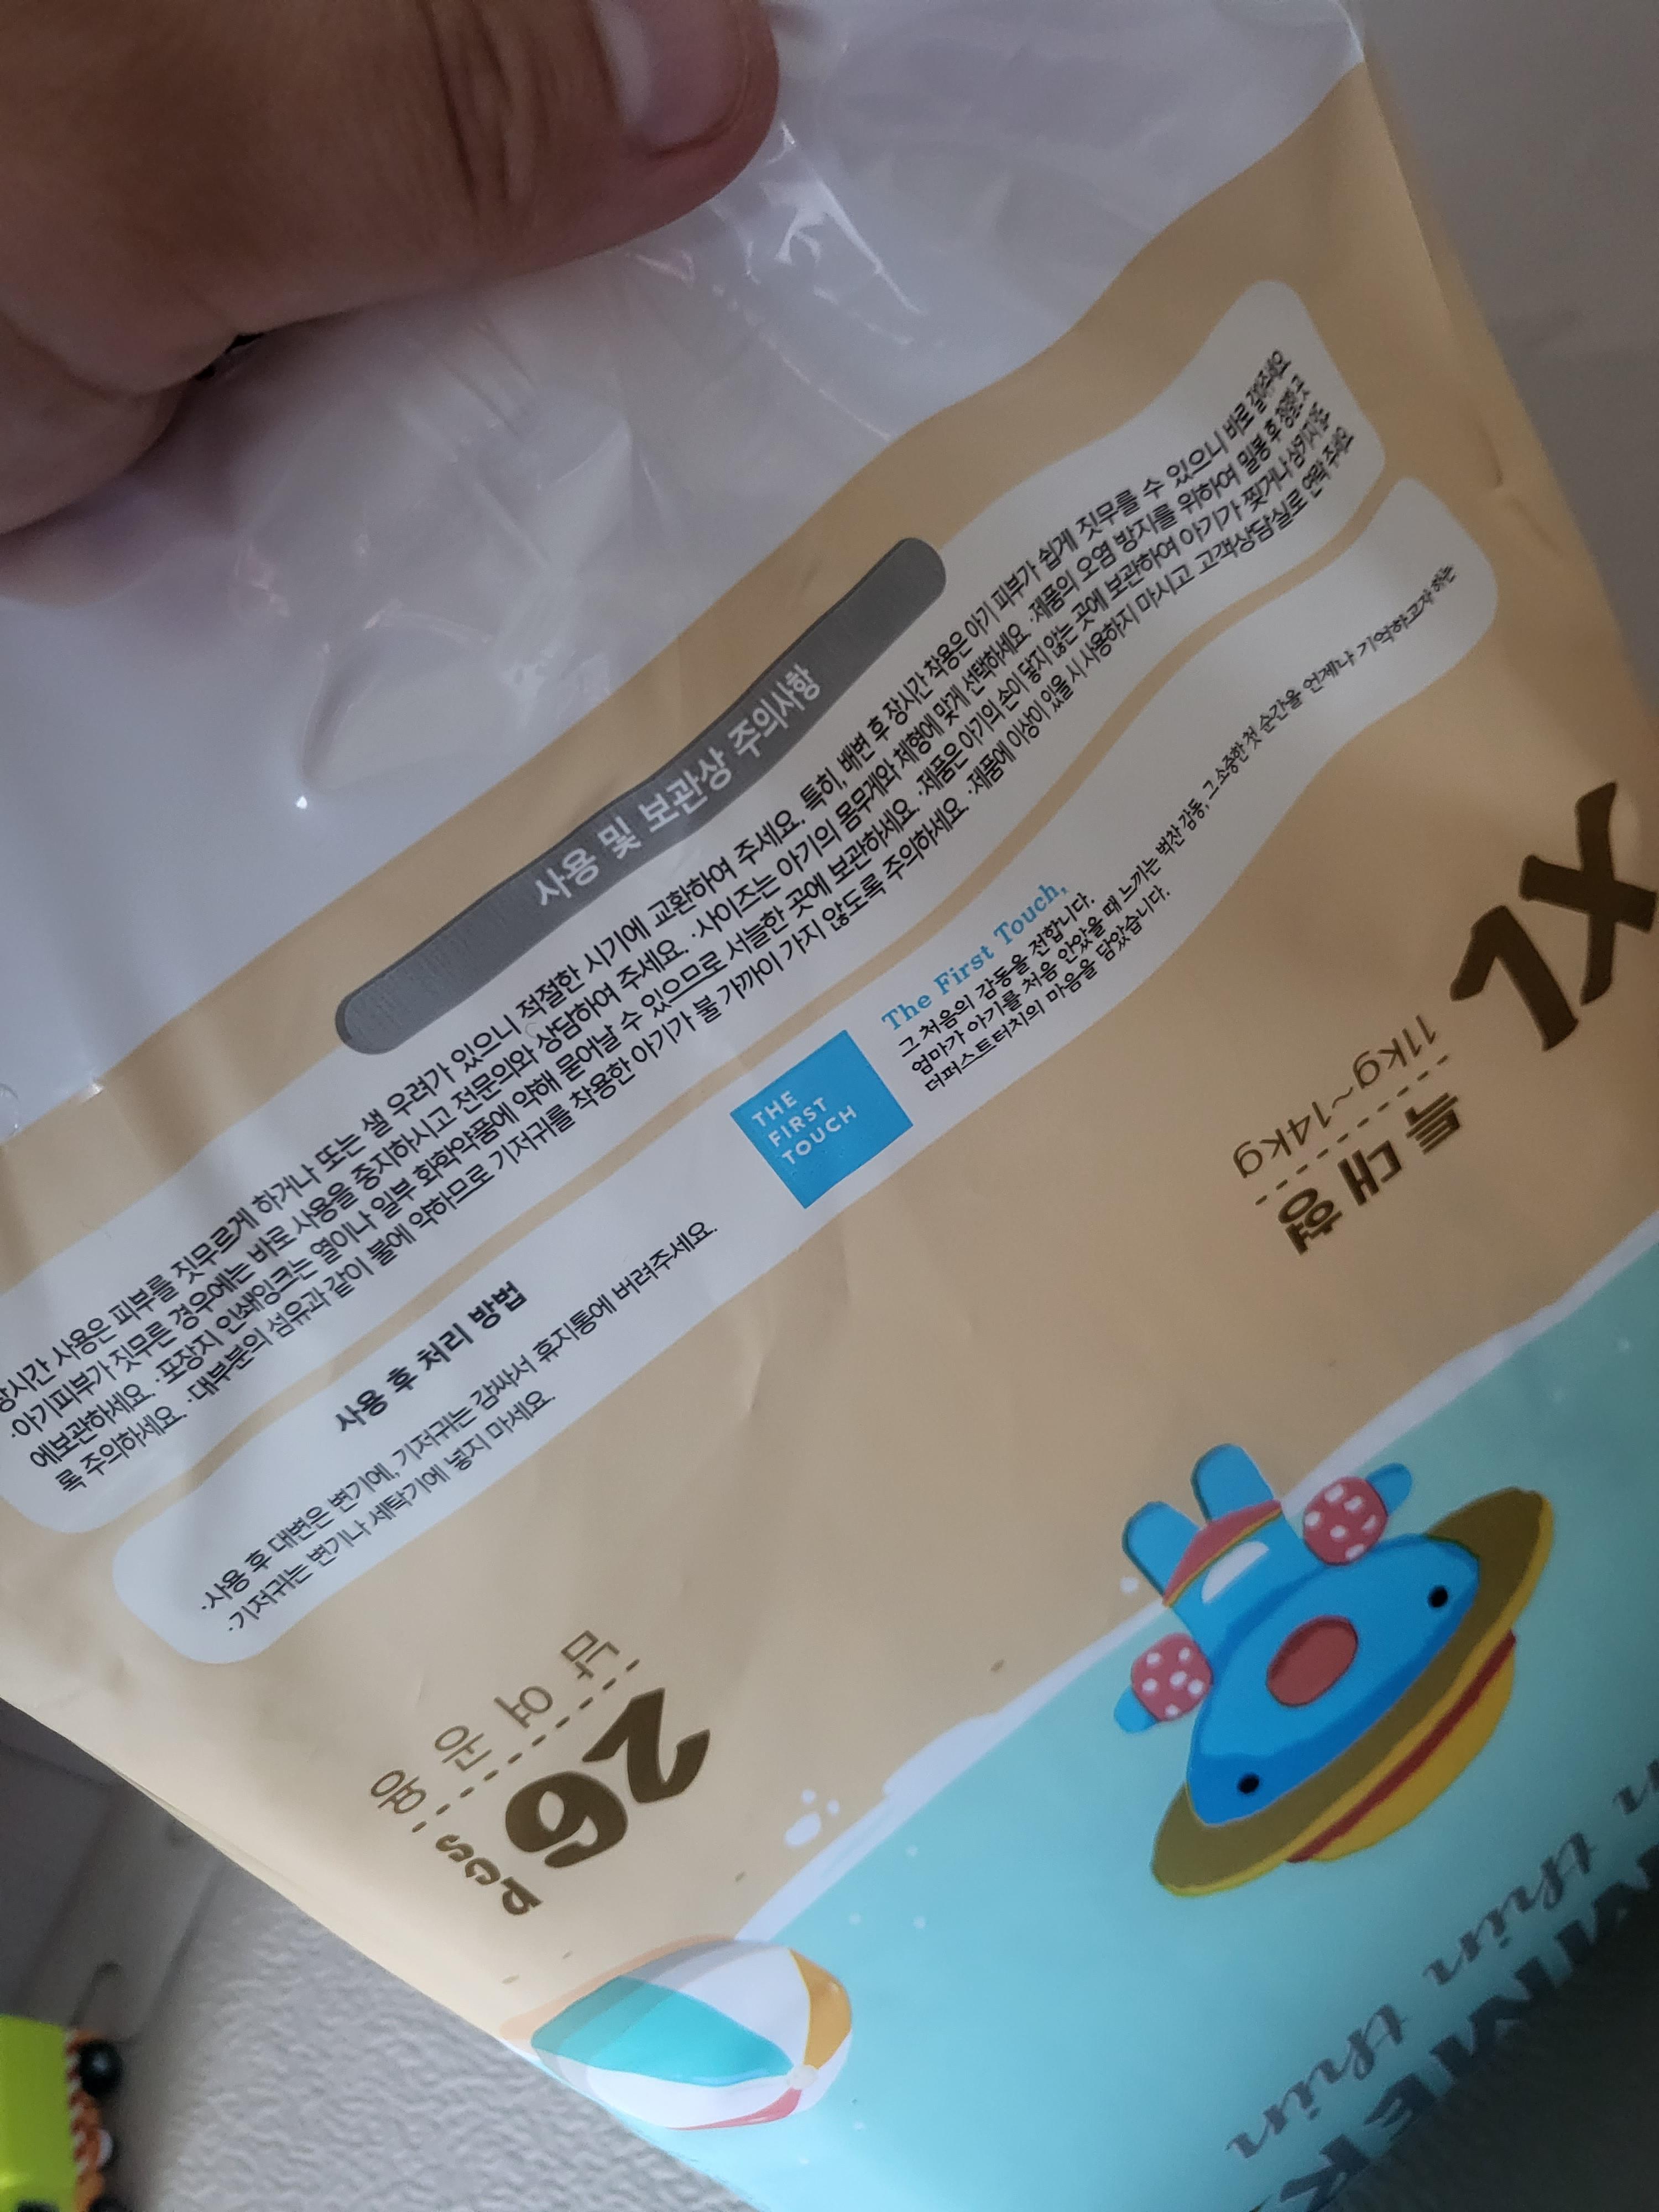 사용 및 보관상 주의사항
장시간 사용은 피부를 짓무르게 하거나 또는 샐 우려가 있으니 적절한 시기에 교환하여 주세요. 특히, 배변 후 장시간 착용은 아기 피부가 쉽게 짓무를 수 있으니 바로 갈아주세요
·아기피부가 짓무른 경우에는 바로 사용을 중지하시고 전문의와 상담하여 주세요. ·사이즈는 아기의 몸무게와 체형에 맞게 선택하세요. ·제품의 오염 방지를 위하여 밀봉 후 청결한 곳
에보관하세요. ·포장지 인쇄잉크는 열이나 일부 화학약품에 약해 묻어날 수 있으므로 서늘한 곳에 보관하세요. ·제품은 아기의 손이 닿지 않는 곳에 보관하여 아기가 찢거나 삼키지 않도
록 주의하세요. ·대부분의 섬유과 같이 불에 약하므로 기저귀를 착용한 아기가 불 가까이 가지 않도록 주의하세요. ·제품에 이상이 있을 시 사용하지 마시고 고객상담실로 연락 주세요
사용 후 처리 방법
·사용 후 대변은 변기에, 기저귀는 감싸서 휴지통에 버려주세요.
·기저귀는 변기나 세탁기에 넣지 마세요.
THE
FIRST
TOUCH
The First Touch,
그 처음의 감동을 전합니다.
엄마가 아기를 처음 안았을 때 느끼는 벅찬 감동, 그 소중한 첫 순간을 언제나 기억하고자 하는
더퍼스트터치의 마음을 담았습니다.
XL
11kg~14kg
특대형
남여공용
26
pcs
thin thin